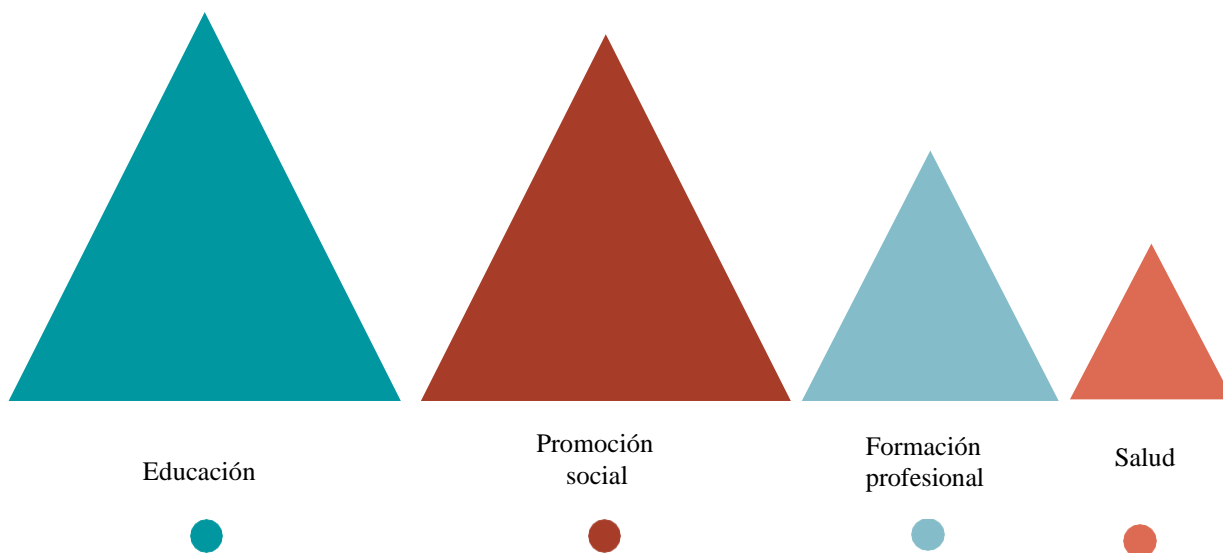 Educación
Promoción
social
Formación
profesional
Salud